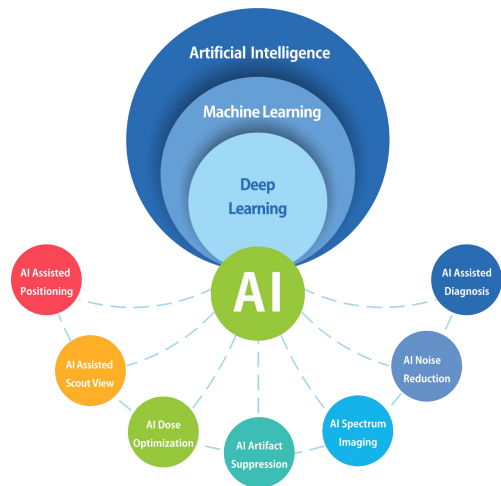 Artificial Intelligence
Machine Learning
Deep
Learning
AI
AI Assisted
Positioning
AI Assisted
Diagnosis
AI Assisted
Scout View
AI Noise
Reduction
AI Dose
Optimization
AI Spectrum
Imaging
AI Artifact
Suppression